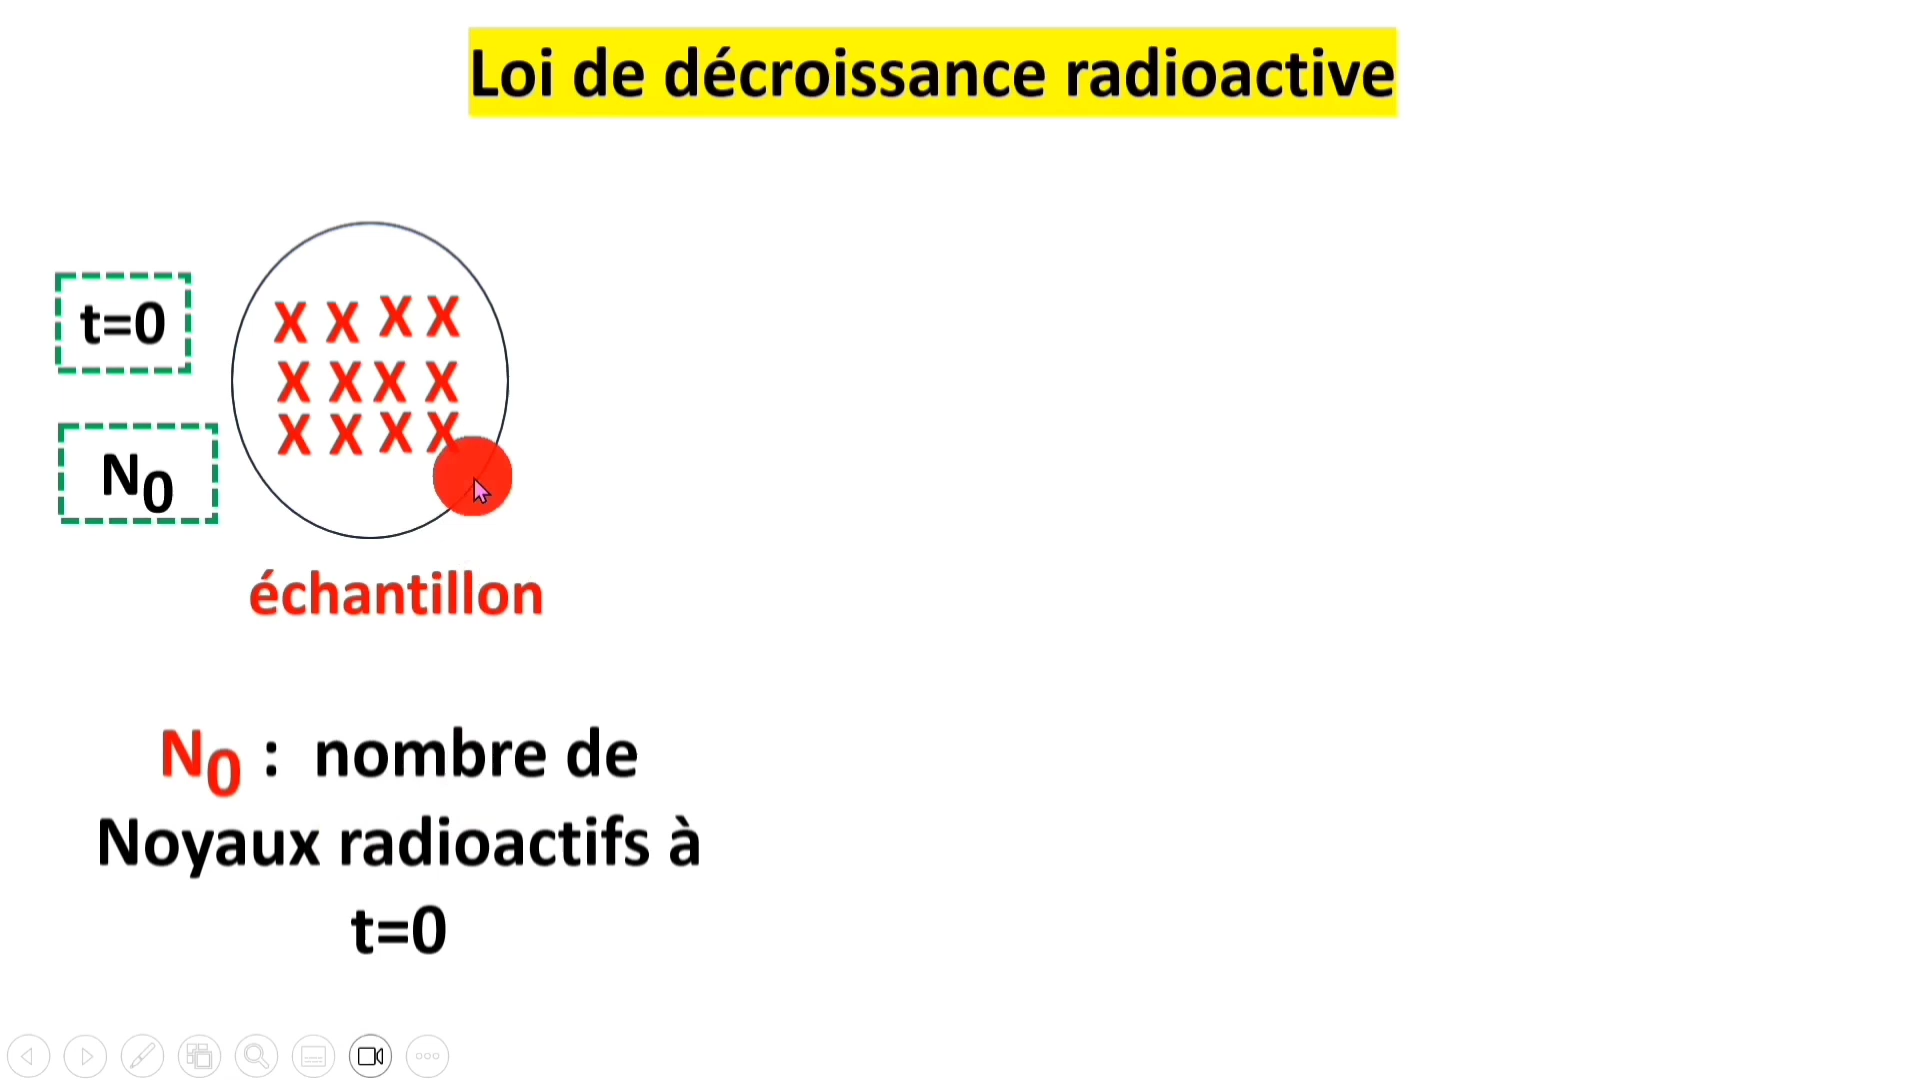 Loi de décroissance radioactive
t=0
X X X X
X X X X
X X X X
N0
échantillon
N0 : nombre de
Noyaux radioactifs à
t=0